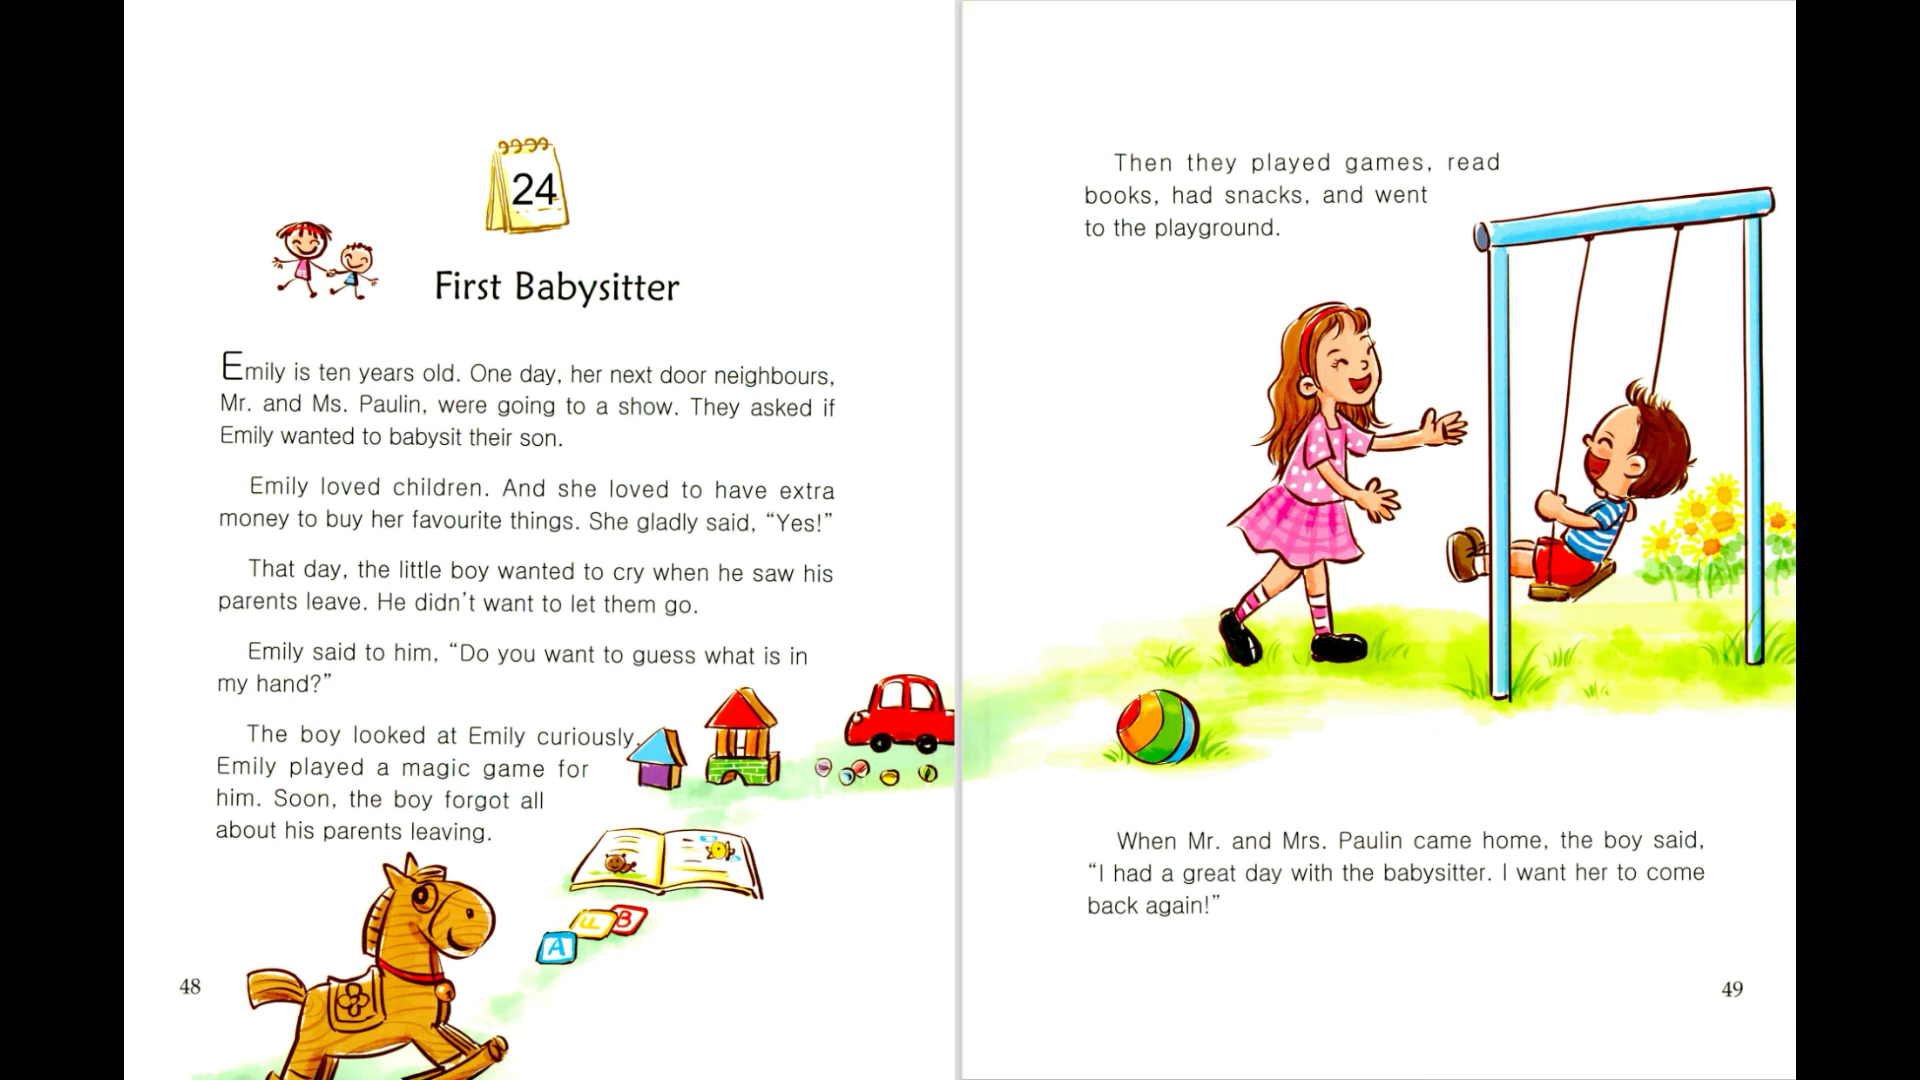 24
First Babysitter
Emily is ten years old. One day, her next door neighbours,
Mr. and Ms. Paulin, were going to a show. They asked if
Emily wanted to babysit their son.
Emily loved children. And she loved to have extra
money to buy her favourite things. She gladly said, “Yes!”
That day, the little boy wanted to cry when he saw his
parents leave. He didn't want to let them go.
Emily said to him, “Do you want to guess what is in
my hand?”
The boy looked at Emily curiously.
Emily played a magic game for
him. Soon, the boy forgot all
about his parents leaving.
A
B
48
Then they played games, read
books, had snacks, and went
to the playground.
When Mr. and Mrs. Paulin came home, the boy said,
“I had a great day with the babysitter. I want her to come
back again!”
49